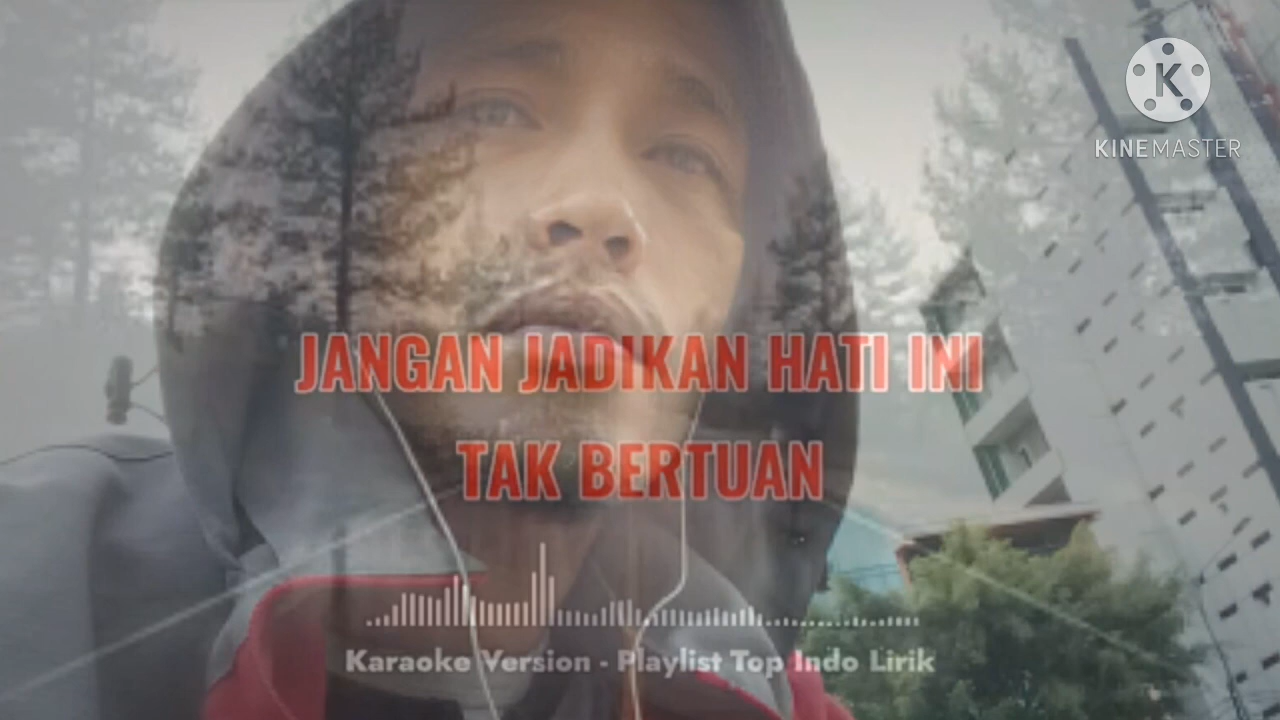 K
KINEMASTER
JANGAN JADIKAN HATI INI
TAK BERTUAN
Karaoke Version - Playlist Top Indo Lirik